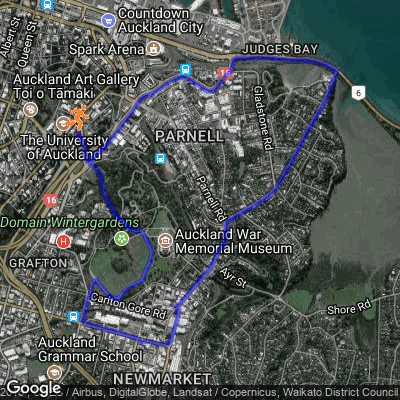 Countdown
Auckland City
Albert St
Queen St
Spark Arena
JUDGES BAY
Auckland Art Gallery
Toi o Tāmaki
16
6
Gladstone Rd
The University
of Auckland
PARNELL
Parnell Rd
16
Domain Wintergardens
Auckland War
Memorial Museum
H
GRAFTON
Ayr St
Carlton Gore Rd
Shore Rd
Auckland
Grammar School
NEWMARKET
Google
/ Airbus, DigitalGlobe, Landsat / Copernicus, Waikato District Council